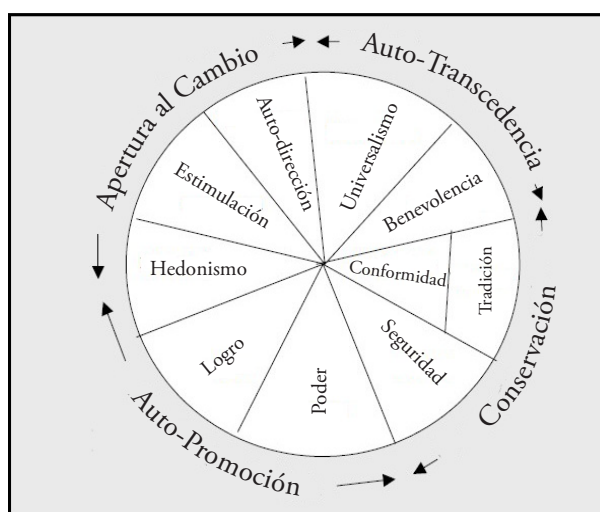 Apertura al Cambio
Auto-Transcedencia
Auto-dirección
Universalismo
Estimulación
Benevolencia
Hedonismo
Conformidad
Tradición
Logro
Poder
Seguridad
Conservación
Auto-Promoción